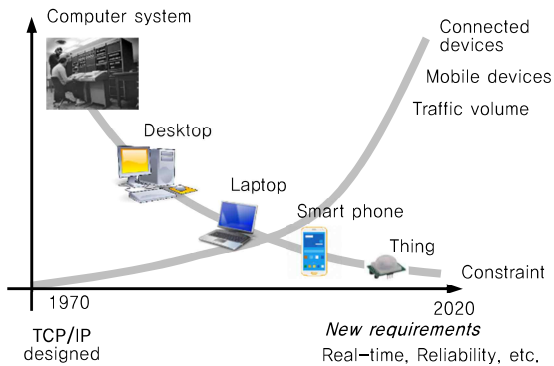 Computer system
Connected
devices
Mobile devices
Traffic volume
Desktop
Laptop
Smart phone
Thing
Constraint
1970
2020
TCP/IP
designed
New requirements
Real-time, Reliability, etc.